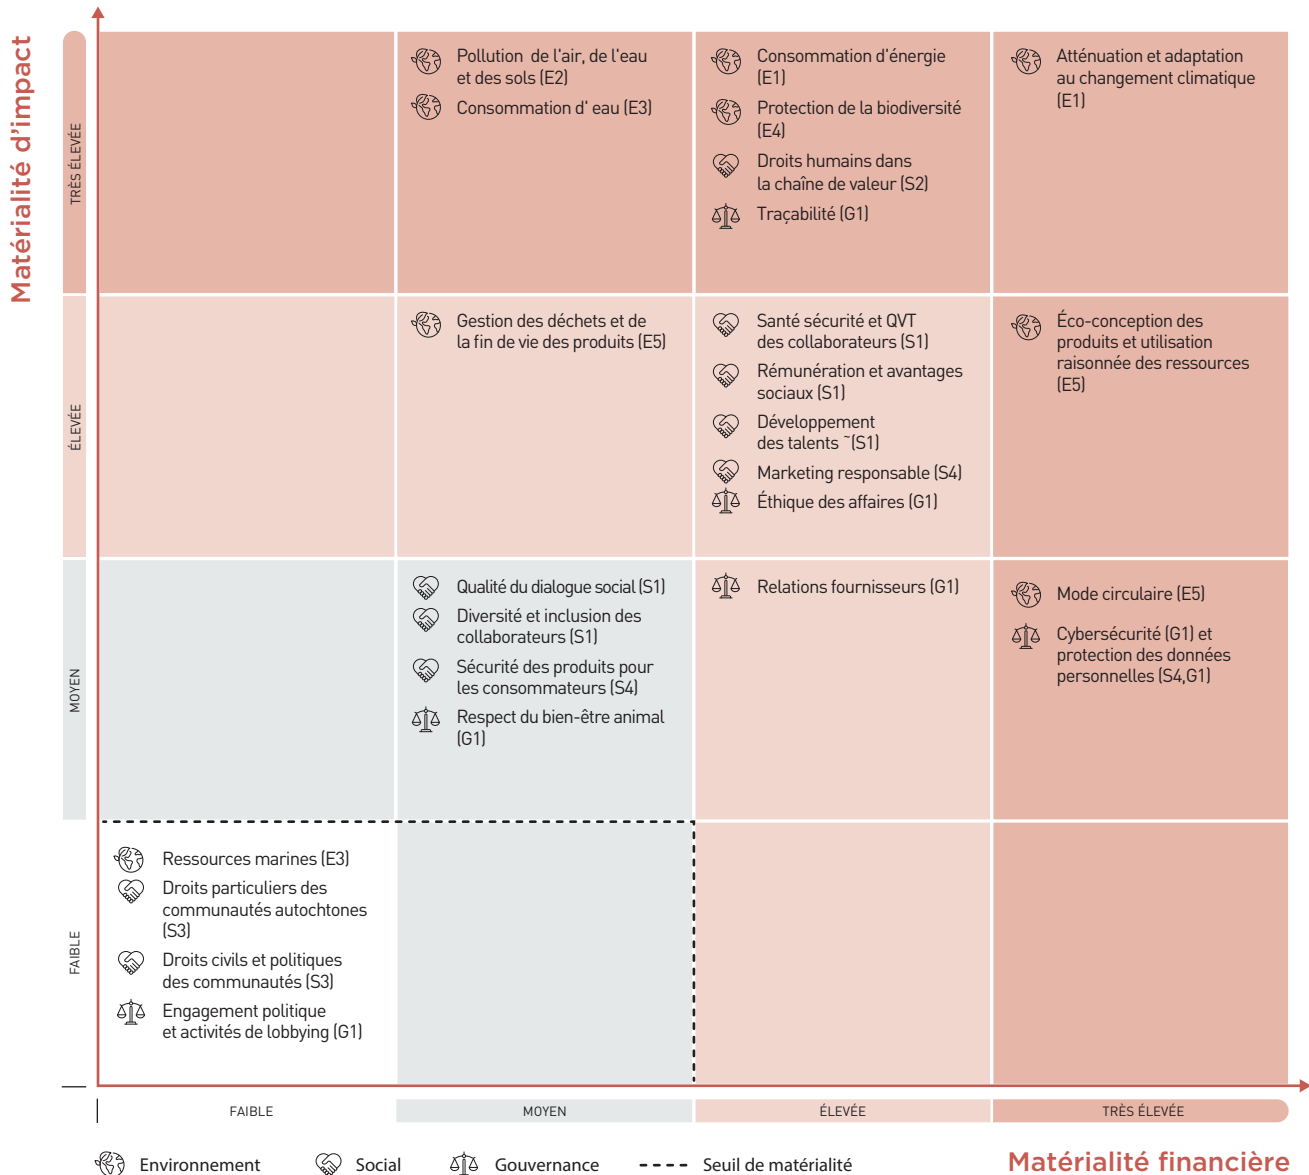 Matérialité d'impact
TRÈS ÉLEVÉE
Pollution de l'air, de l'eau
et des sols (E2)
Consommation d' eau (E3)
Consommation d'énergie
(E1)
Protection de la biodiversité
(E4)
Droits humains dans
la chaîne de valeur (S2)
Traçabilité (G1)
Atténuation et adaptation
au changement climatique
(E1)
ÉLEVÉE
Gestion des déchets et de
la fin de vie des produits (E5)
Santé sécurité et QVT
des collaborateurs (S1)
Rémunération et avantages
sociaux (S1)
Développement
des talents ~(S1)
Marketing responsable (S4)
Éthique des affaires (G1)
Éco-conception des
produits et utilisation
raisonnée des ressources
(E5)
MOYEN
Qualité du dialogue social (S1)
Diversité et inclusion des
collaborateurs (S1)
Sécurité des produits pour
les consommateurs (S4)
Respect du bien-être animal
(G1)
Relations fournisseurs (G1)
Mode circulaire (E5)
Cybersécurité (G1) et
protection des données
personnelles (S4,G1)
FAIBLE
Ressources marines (E3)
Droits particuliers des
communautés autochtones
(S3)
Droits civils et politiques
des communautés (S3)
Engagement politique
et activités de lobbying (G1)
FAIBLE
MOYEN
ÉLEVÉE
TRÈS ÉLEVÉE
Environnement
Social
Gouvernance
Seuil de matérialité
Matérialité financière